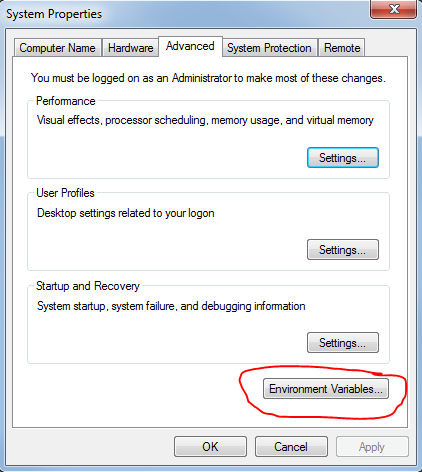 System Properties
Computer Name Hardware Advanced System Protection Remote
You must be logged on as an Administrator to make most of these changes.
Performance
Visual effects, processor scheduling, memory usage, and virtual memory
Settings...
User Profiles
Desktop settings related to your logon
Settings...
Startup and Recovery
System startup, system failure, and debugging information
Settings...
Environment Variables...
OK Cancel Apply